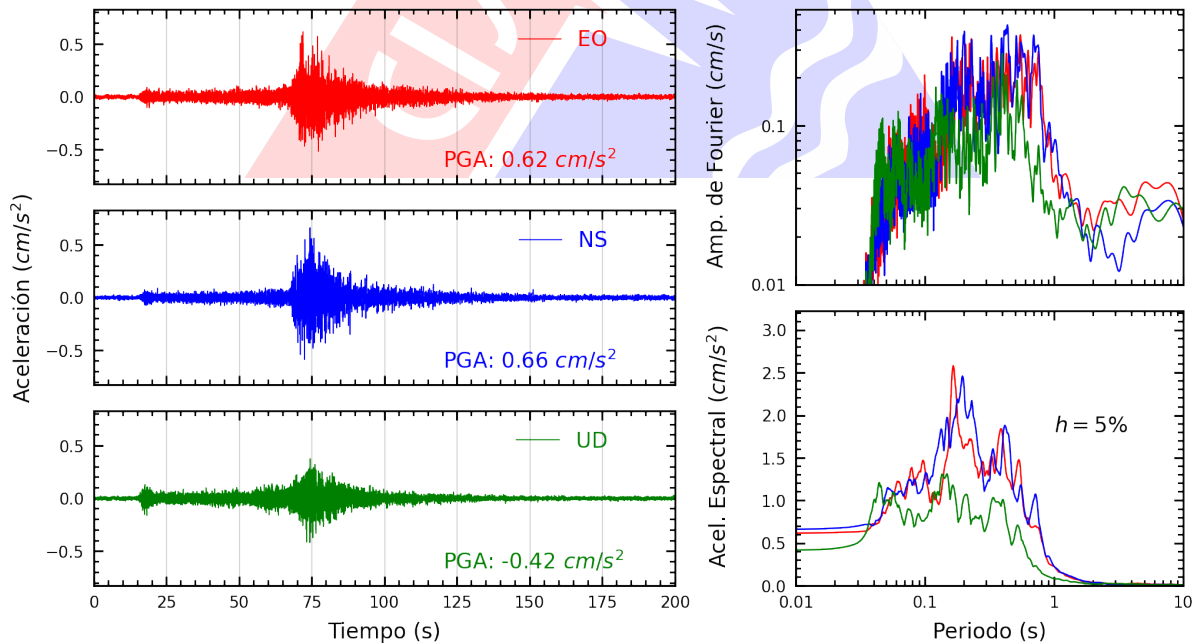 Aceleración (cm/s²)
0.5
0.0
−0.5
EO
PGA: 0.62 cm/s²
0.5
0.0
−0.5
NS
PGA: 0.66 cm/s²
0.5
0.0
−0.5
UD
PGA: -0.42 cm/s²
0 25 50 75 100 125 150 175 200
Tiempo (s)
Amp. de Fourier (cm/s)
0.1
0.01
Acel. Espectral (cm/s²)
3.0
2.5
2.0
1.5
1.0
0.5
0.0
h = 5%
0.01 0.1 1 10
Periodo (s)